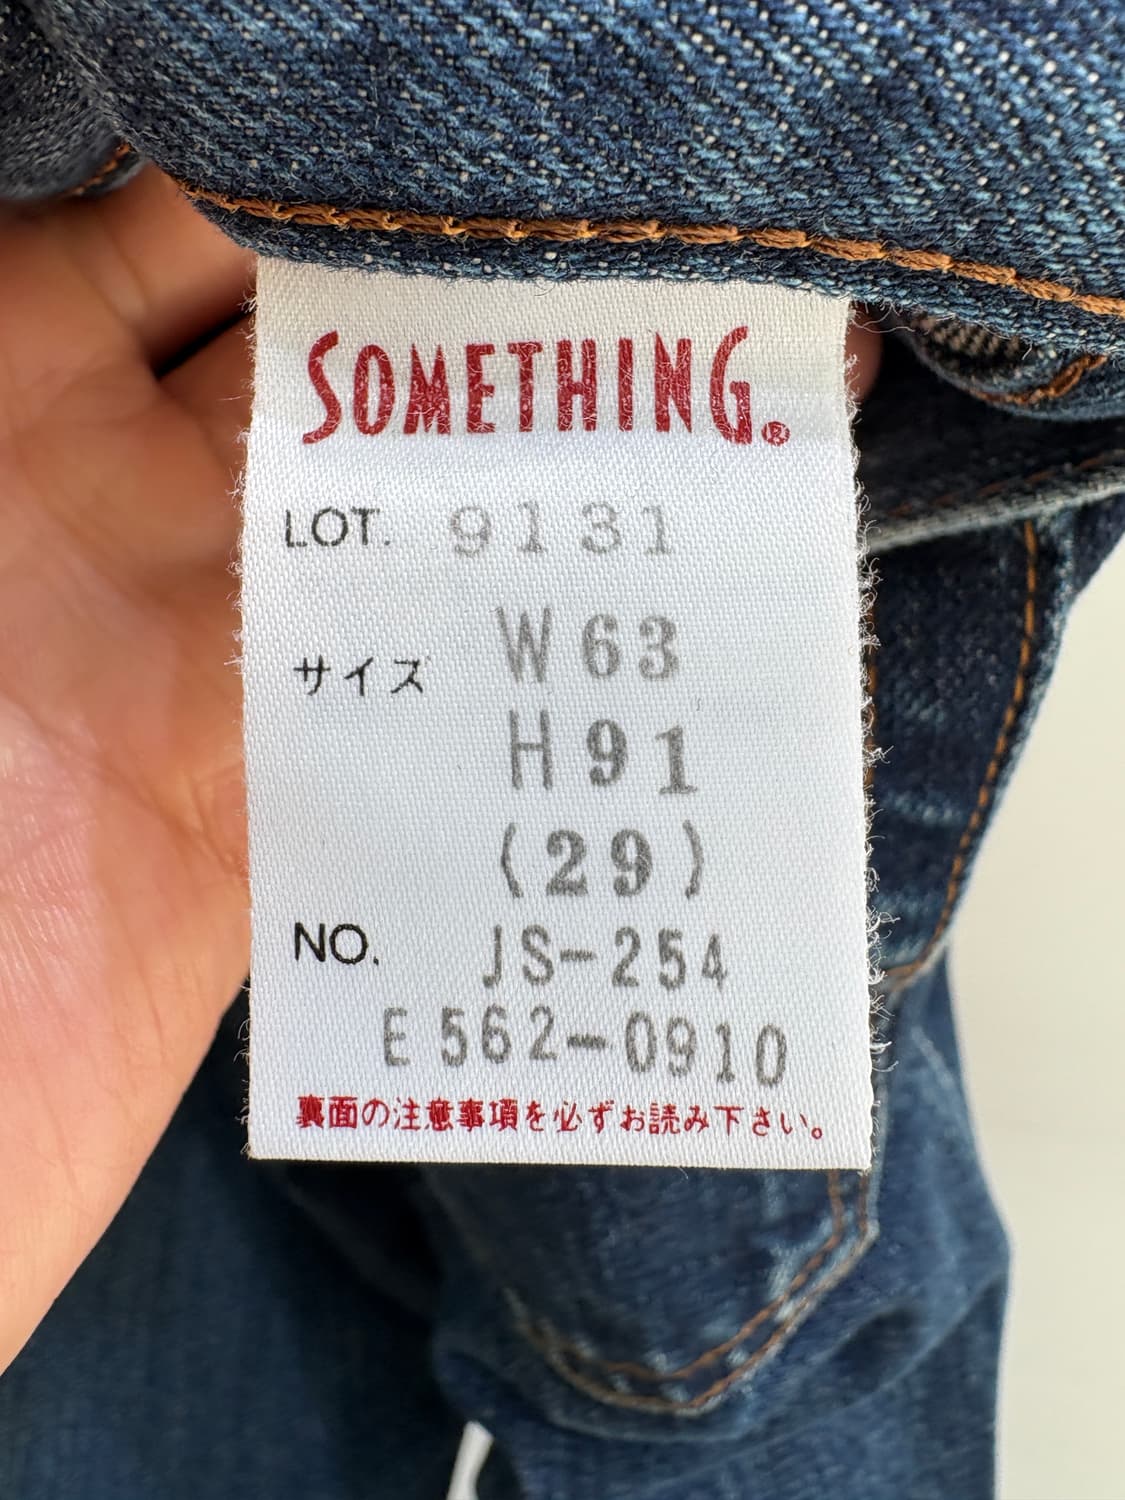 SOMETHING.®
LOT. 9131
サイズ W63
H91
(29)
NO. JS-254
E562-0910
裏面の注意事項を必ずお読み下さい。